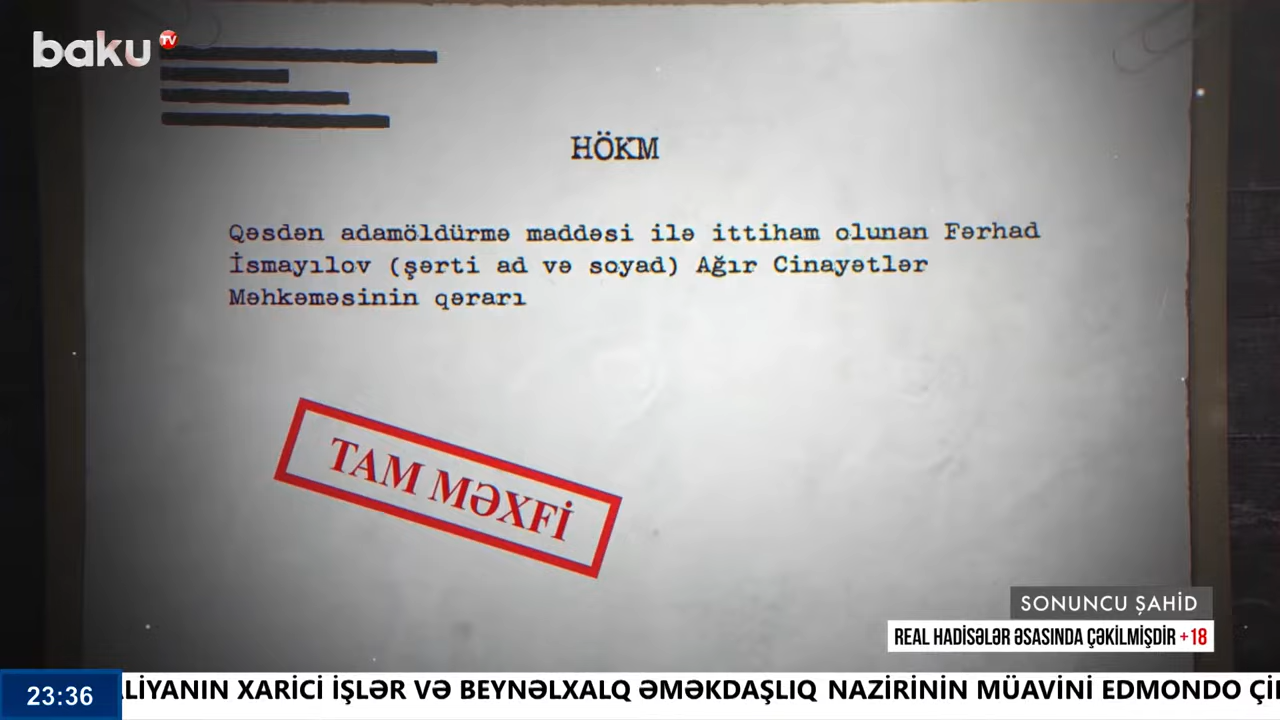 baku TV
HÖKM
Qəsdən adamöldürmə maddəsi ilə ittiham olunan Fərhad
İsmayılov (şərti ad və soyad) Ağır Cinayətlər
Məhkəməsinin qərarı
TAM MƏXFİ
SONUNCU ŞAHİD
REAL HADİSƏLƏR ƏSASINDA ÇƏKİLMİŞDİR +18
23:36 XARİCİ İŞLƏR VƏ BEYNƏLXALQ ƏMƏKDAŞLIQ NAZİRİNİN MÜAVİNİ EDMONDO